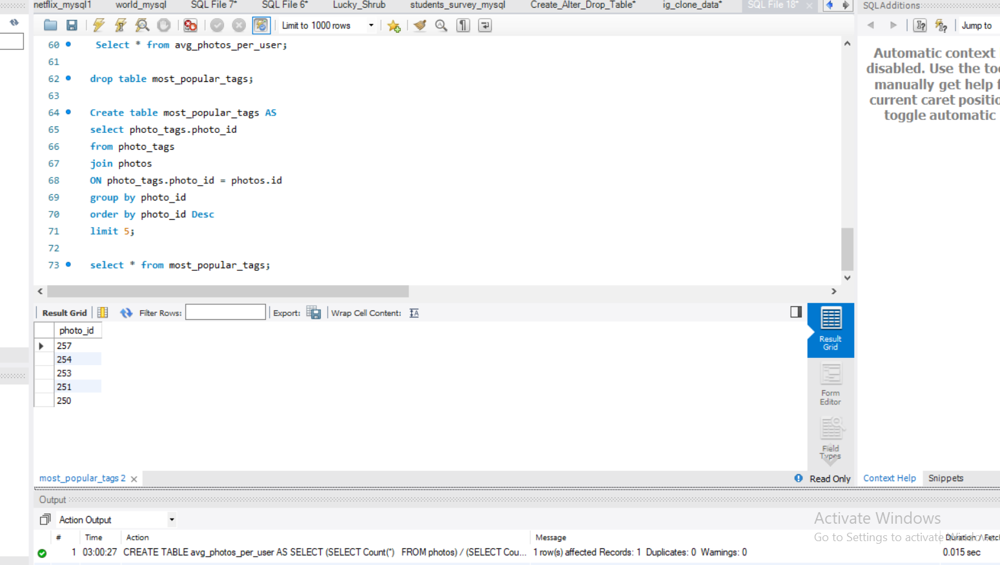 netflix_mysql1 world_mysql SQL File 7* SQL File 6* Lucky_Shrub students_survey_mysql Create_Alter_Drop_Table* ig_clone_data* SQL File 18* SQLAdditions
Limit to 1000 rows Jump to
60 Select * from avg_photos_per_user;
61
62 drop table most_popular_tags;
63
64 Create table most_popular_tags AS
65 select photo_tags.photo_id
66 from photo_tags
67 join photos
68 ON photo_tags.photo_id = photos.id
69 group by photo_id
70 order by photo_id Desc
71 limit 5;
72
73 select * from most_popular_tags;
Automatic context
disabled. Use the too
manually get help f
current caret positio
toggle automatic
Result Grid Filter Rows: Export: Wrap Cell Content:
photo_id
257
254
253
251
250
Result
Grid
Form
Editor
Field
Types
most_popular_tags 2 Read Only Context Help Snippets
Output
Action Output
Activate Windows
Go to Settings to activate Windows.
# Time Action Message Duration / Fetch
1 03:00:27 CREATE TABLE avg_photos_per_user AS SELECT (SELECT Count(*) FROM photos) / (SELECT Cou... 1 row(s) affected Records: 1 Duplicates: 0 Warnings: 0 0.015 sec